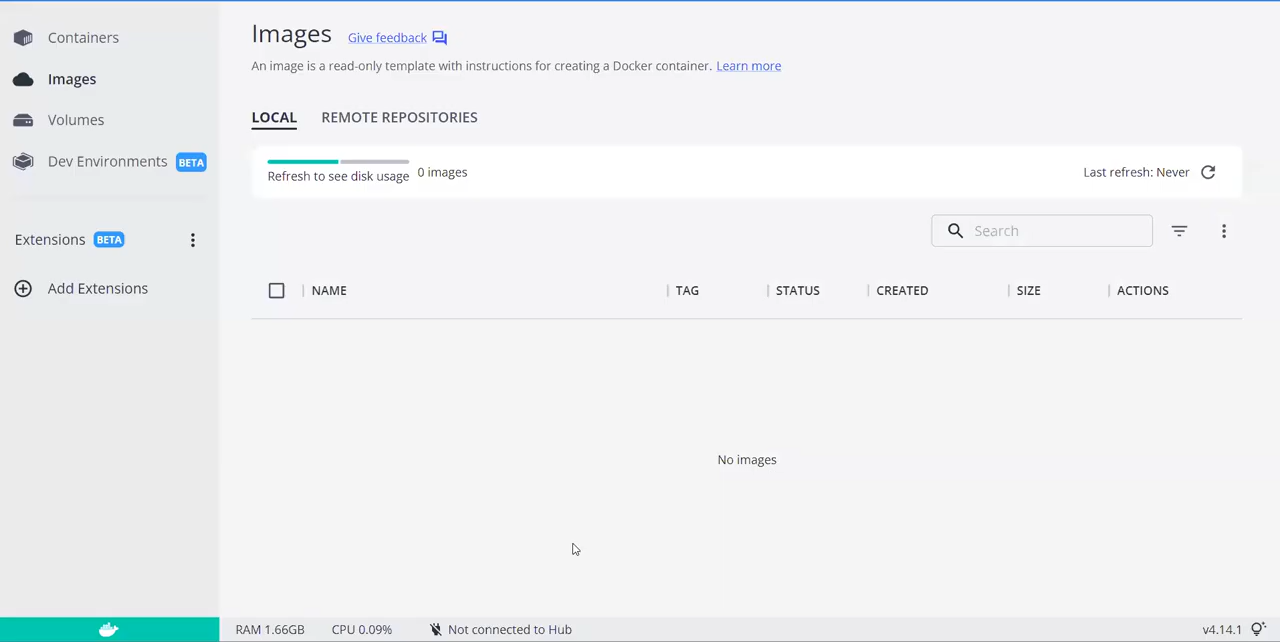 Containers
Images
Volumes
Dev Environments BETA
Extensions BETA
Add Extensions
Images Give feedback
An image is a read-only template with instructions for creating a Docker container. Learn more
LOCAL REMOTE REPOSITORIES
Refresh to see disk usage 0 images Last refresh: Never
Search
NAME TAG STATUS CREATED SIZE ACTIONS
No images
RAM 1.66GB CPU 0.09% Not connected to Hub v4.14.1